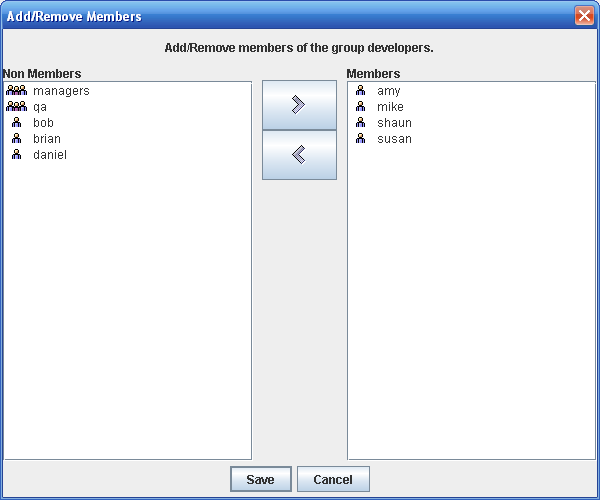 Add/Remove Members
Add/Remove members of the group developers.
Non Members
managers
qa
bob
brian
daniel
Members
amy
mike
shaun
susan
Save
Cancel